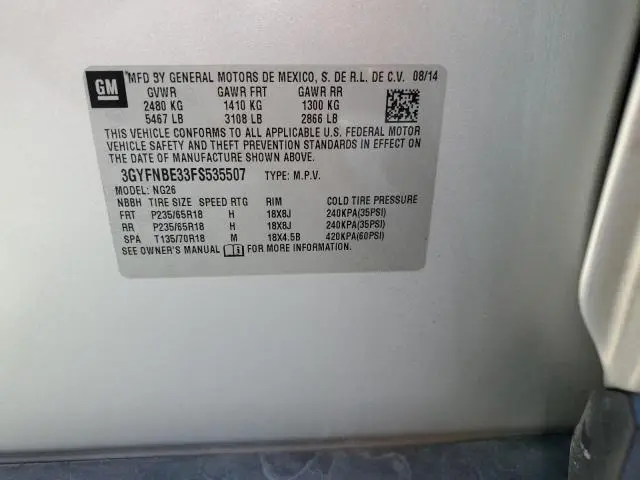 GM MFD BY GENERAL MOTORS DE MEXICO, S. DE R.L. DE C.V. 08/14
GVWR GAWR FRT GAWR RR
2480 KG 1410 KG 1300 KG
5467 LB 3108 LB 2866 LB
THIS VEHICLE CONFORMS TO ALL APPLICABLE U.S. FEDERAL MOTOR
VEHICLE SAFETY AND THEFT PREVENTION STANDARDS IN EFFECT ON
THE DATE OF MANUFACTURE SHOWN ABOVE.
3GYFNBE33FS535507 TYPE: M.P.V.
MODEL: NG26
NBBH TIRE SIZE SPEED RTG RIM COLD TIRE PRESSURE
FRT P235/65R18 H 18X8J 240KPA(35PSI)
RR P235/65R18 H 18X8J 240KPA(35PSI)
SPA T135/70R18 M 18X4.5B 420KPA(60PSI)
SEE OWNER'S MANUAL FOR MORE INFORMATION.